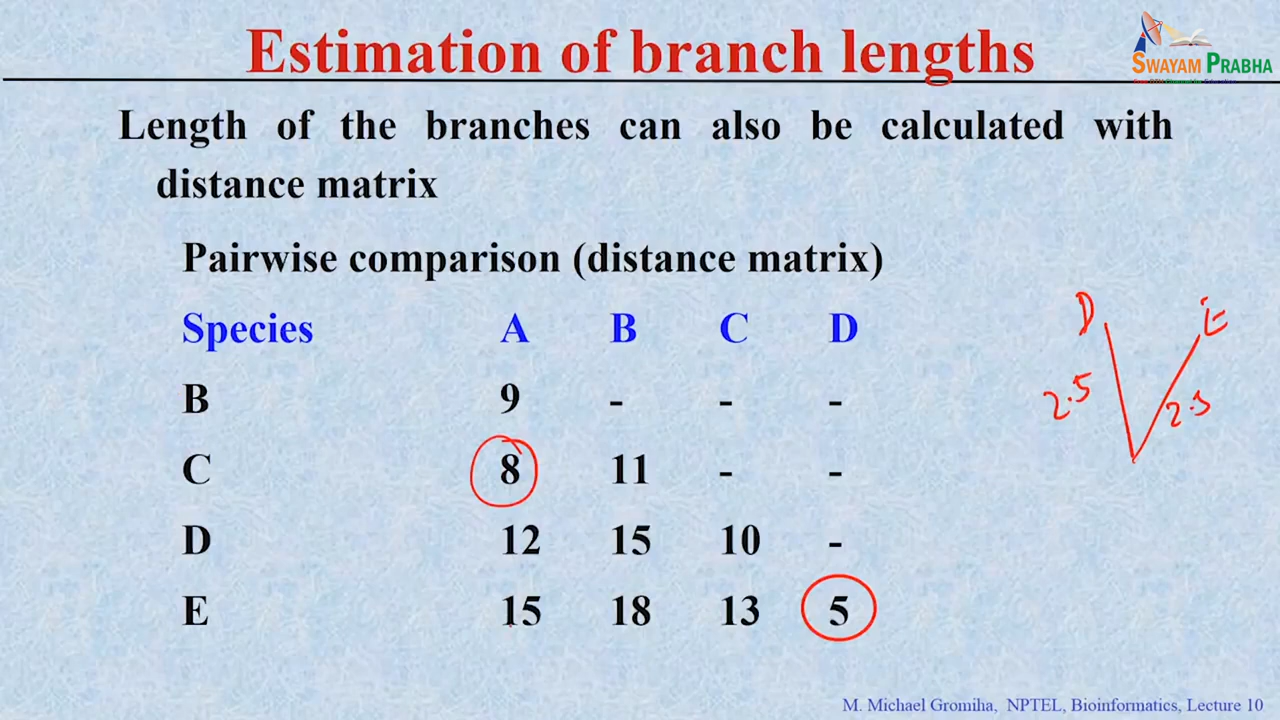 Estimation of branch lengths
SWAYAM PRABHA
Length of the branches can also be calculated with
distance matrix
Pairwise comparison (distance matrix)
Species A B C D
B 9 - - -
C 8 11 - -
D 12 15 10 -
E 15 18 13 5
D E
2.5 2.5
M. Michael Gromiha, NPTEL, Bioinformatics, Lecture 10